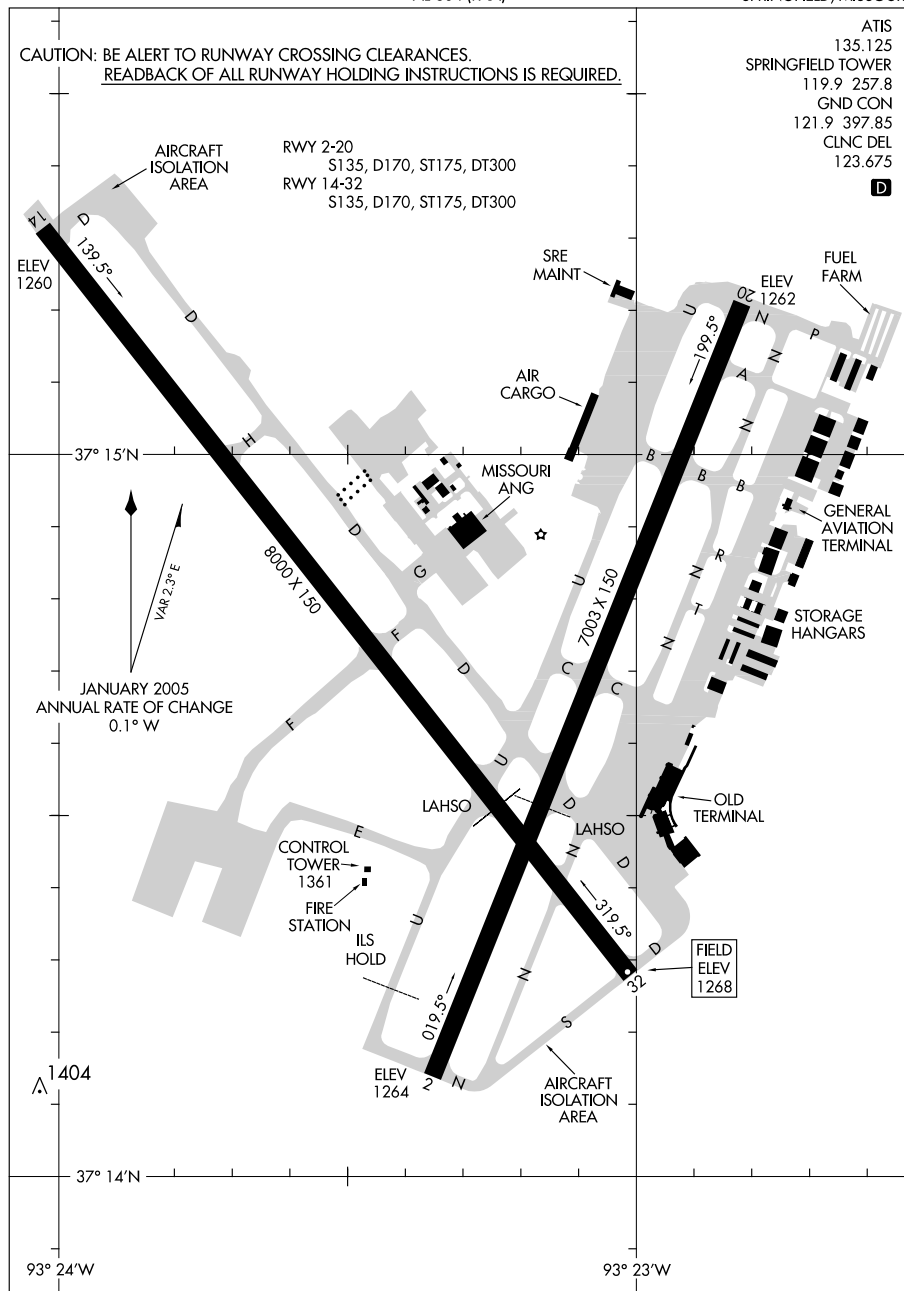 ATIS
135.125
SPRINGFIELD TOWER
119.9 257.8
GND CON
121.9 397.85
CLNC DEL
123.675
D
CAUTION: BE ALERT TO RUNWAY CROSSING CLEARANCES.
READBACK OF ALL RUNWAY HOLDING INSTRUCTIONS IS REQUIRED.
RWY 2-20
S135, D170, ST175, DT300
RWY 14-32
S135, D170, ST175, DT300
AIRCRAFT
ISOLATION
AREA
14
D
139.5°
ELEV
1260
D
SRE
MAINT
U
20
ELEV
1262
FUEL
FARM
N
P
199.5°
N
A
N
AIR
CARGO
N
H
37° 15'N
B
B
B
MISSOURI
ANG
GENERAL
AVIATION
TERMINAL
D
VAR 2.3° E
8000 X 150
G
U
7003 X 150
R
N
T
STORAGE
HANGARS
F
N
D
C
C
JANUARY 2005
ANNUAL RATE OF CHANGE
0.1° W
F
U
LAHSO
D
LAHSO
OLD
TERMINAL
E
CONTROL
TOWER
1361
FIRE
STATION
N
D
U
319.5°
ILS
HOLD
D
FIELD
ELEV
1268
N
32
019.5°
S
1404
ELEV
1264
2
N
AIRCRAFT
ISOLATION
AREA
37° 14'N
93° 24'W
93° 23'W